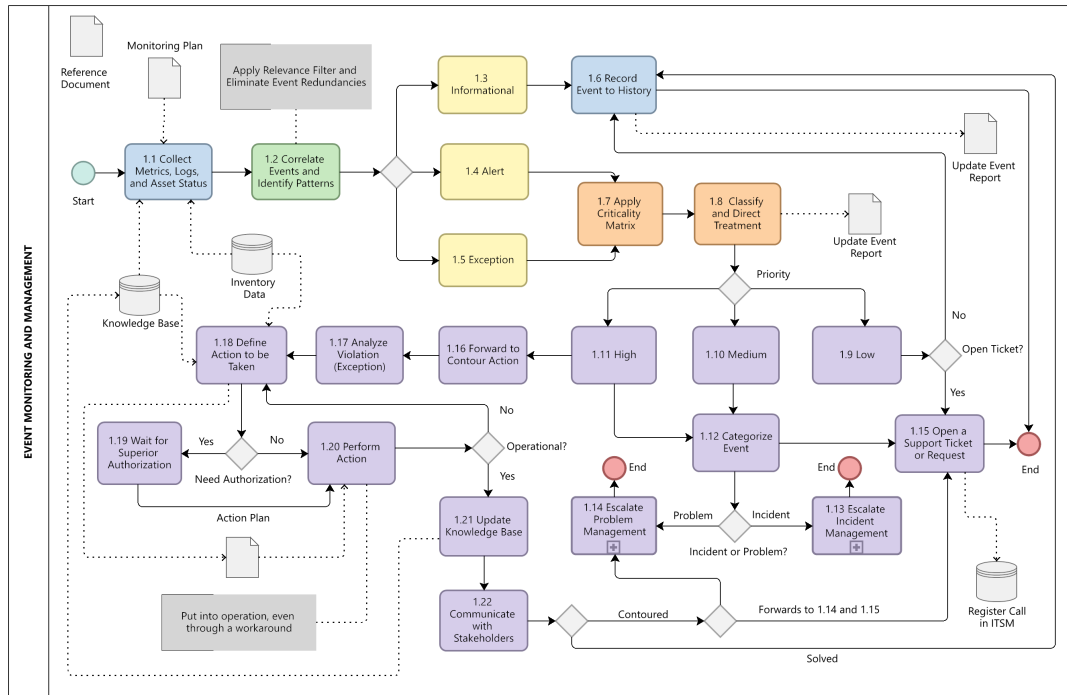 EVENT MONITORING AND MANAGEMENT
Reference
Document
Monitoring Plan
Apply Relevance Filter and
Eliminate Event Redundancies
Start
1.1 Collect
Metrics, Logs,
and Asset Status
1.2 Correlate
Events and
Identify Patterns
1.3
Informational
1.4 Alert
1.5 Exception
1.6 Record
Event to History
Update Event
Report
1.7 Apply
Criticality
Matrix
1.8 Classify
and Direct
Treatment
Update Event
Report
Inventory
Data
Knowledge Base
Priority
No
1.18 Define
Action to be
Taken
1.17 Analyze
Violation
(Exception)
1.16 Forward to
Contour Action
1.11 High
1.10 Medium
1.9 Low
Open Ticket?
Yes
1.19 Wait for
Superior
Authorization
Yes
No
Need Authorization?
1.20 Perform
Action
No
Operational?
Yes
1.12 Categorize
Event
1.15 Open a
Support Ticket
or Request
End
End
End
Action Plan
1.21 Update
Knowledge Base
1.14 Escalate
Problem
Management
Problem
Incident
Incident or Problem?
1.13 Escalate
Incident
Management
Put into operation, even
through a workaround
1.22
Communicate
with
Stakeholders
Contoured
Forwards to 1.14 and 1.15
Register Call
in ITSM
Solved